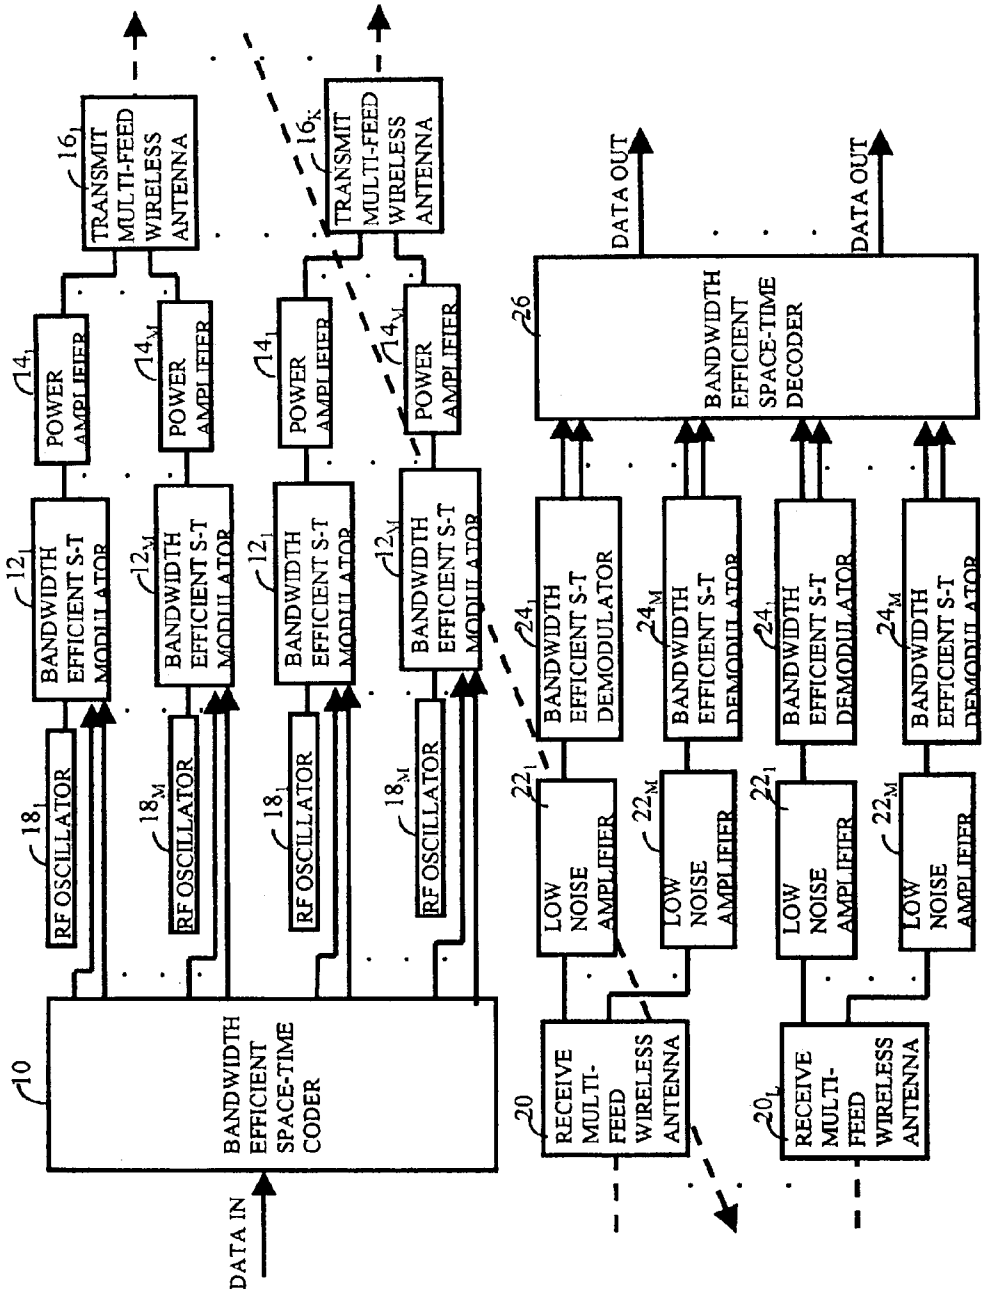 DATA IN
10
BANDWIDTH
EFFICIENT
SPACE-TIME
CODER
18₁
RF OSCILLATOR
12₁
BANDWIDTH
EFFICIENT S-T
MODULATOR
14₁
POWER
AMPLIFIER
16₁
TRANSMIT
MULTI-FEED
WIRELESS
ANTENNA
18M
RF OSCILLATOR
12M
BANDWIDTH
EFFICIENT S-T
MODULATOR
14M
POWER
AMPLIFIER
18₁
RF OSCILLATOR
12₁
BANDWIDTH
EFFICIENT S-T
MODULATOR
14₁
POWER
AMPLIFIER
16K
TRANSMIT
MULTI-FEED
WIRELESS
ANTENNA
18M
RF OSCILLATOR
12M
BANDWIDTH
EFFICIENT S-T
MODULATOR
14M
POWER
AMPLIFIER
20
RECEIVE
MULTI-
FEED
WIRELESS
ANTENNA
22₁
LOW
NOISE
AMPLIFIER
24₁
BANDWIDTH
EFFICIENT S-T
DEMODULATOR
22M
LOW
NOISE
AMPLIFIER
24M
BANDWIDTH
EFFICIENT S-T
DEMODULATOR
20L
RECEIVE
MULTI-
FEED
WIRELESS
ANTENNA
22₁
LOW
NOISE
AMPLIFIER
24₁
BANDWIDTH
EFFICIENT S-T
DEMODULATOR
22M
LOW
NOISE
AMPLIFIER
24M
BANDWIDTH
EFFICIENT S-T
DEMODULATOR
26
BANDWIDTH
EFFICIENT
SPACE-TIME
DECODER
DATA OUT
DATA OUT